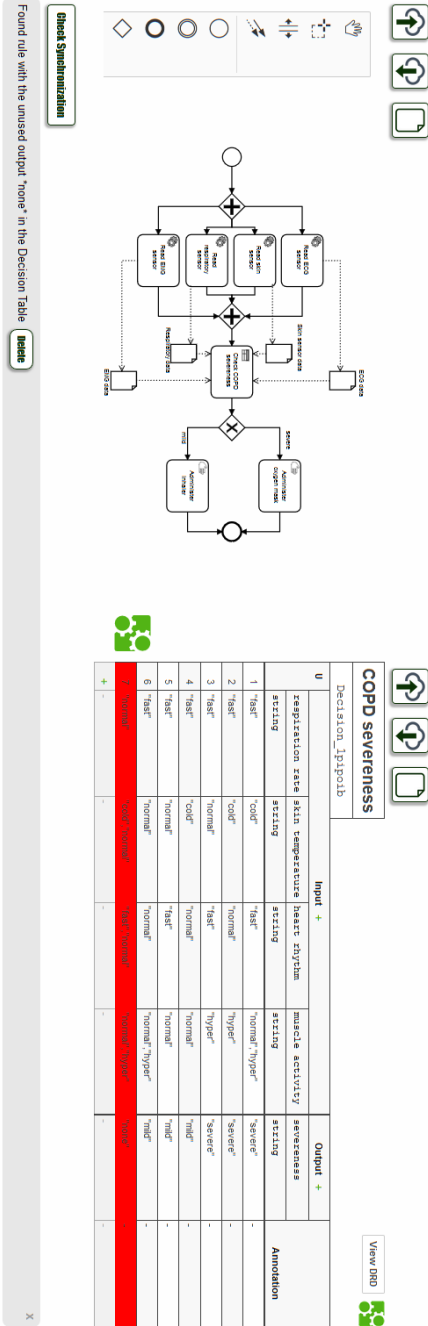 Read ECG
sensor
Read skin
sensor
Read
respiratory
sensor
Read EMG
sensor
ECG data
Skin sensor data
Respiratory data
EMG data
Check COPD
severeness
severe
mild
Administer
oxygen mask
Administer
inhaler
View DRD
COPD severeness
Decision_lpipoib
U Input + Output + Annotation
respiration rate skin temperature heart rhythm muscle activity severeness
string string string string string
1 "fast" "cold" "fast" "normal","hyper" "severe" -
2 "fast" "cold" "normal" "hyper" "severe" -
3 "fast" "normal" "fast" "hyper" "severe" -
4 "fast" "cold" "normal" "normal" "mild" -
5 "fast" "normal" "fast" "normal" "mild" -
6 "fast" "normal" "normal" "normal","hyper" "mild" -
7 "normal" "cold","normal" "fast","normal" "normal","hyper" "none" -
+ - - - - - -
Check Synchronization
Found rule with the unused output "none" in the Decision Table Delete X